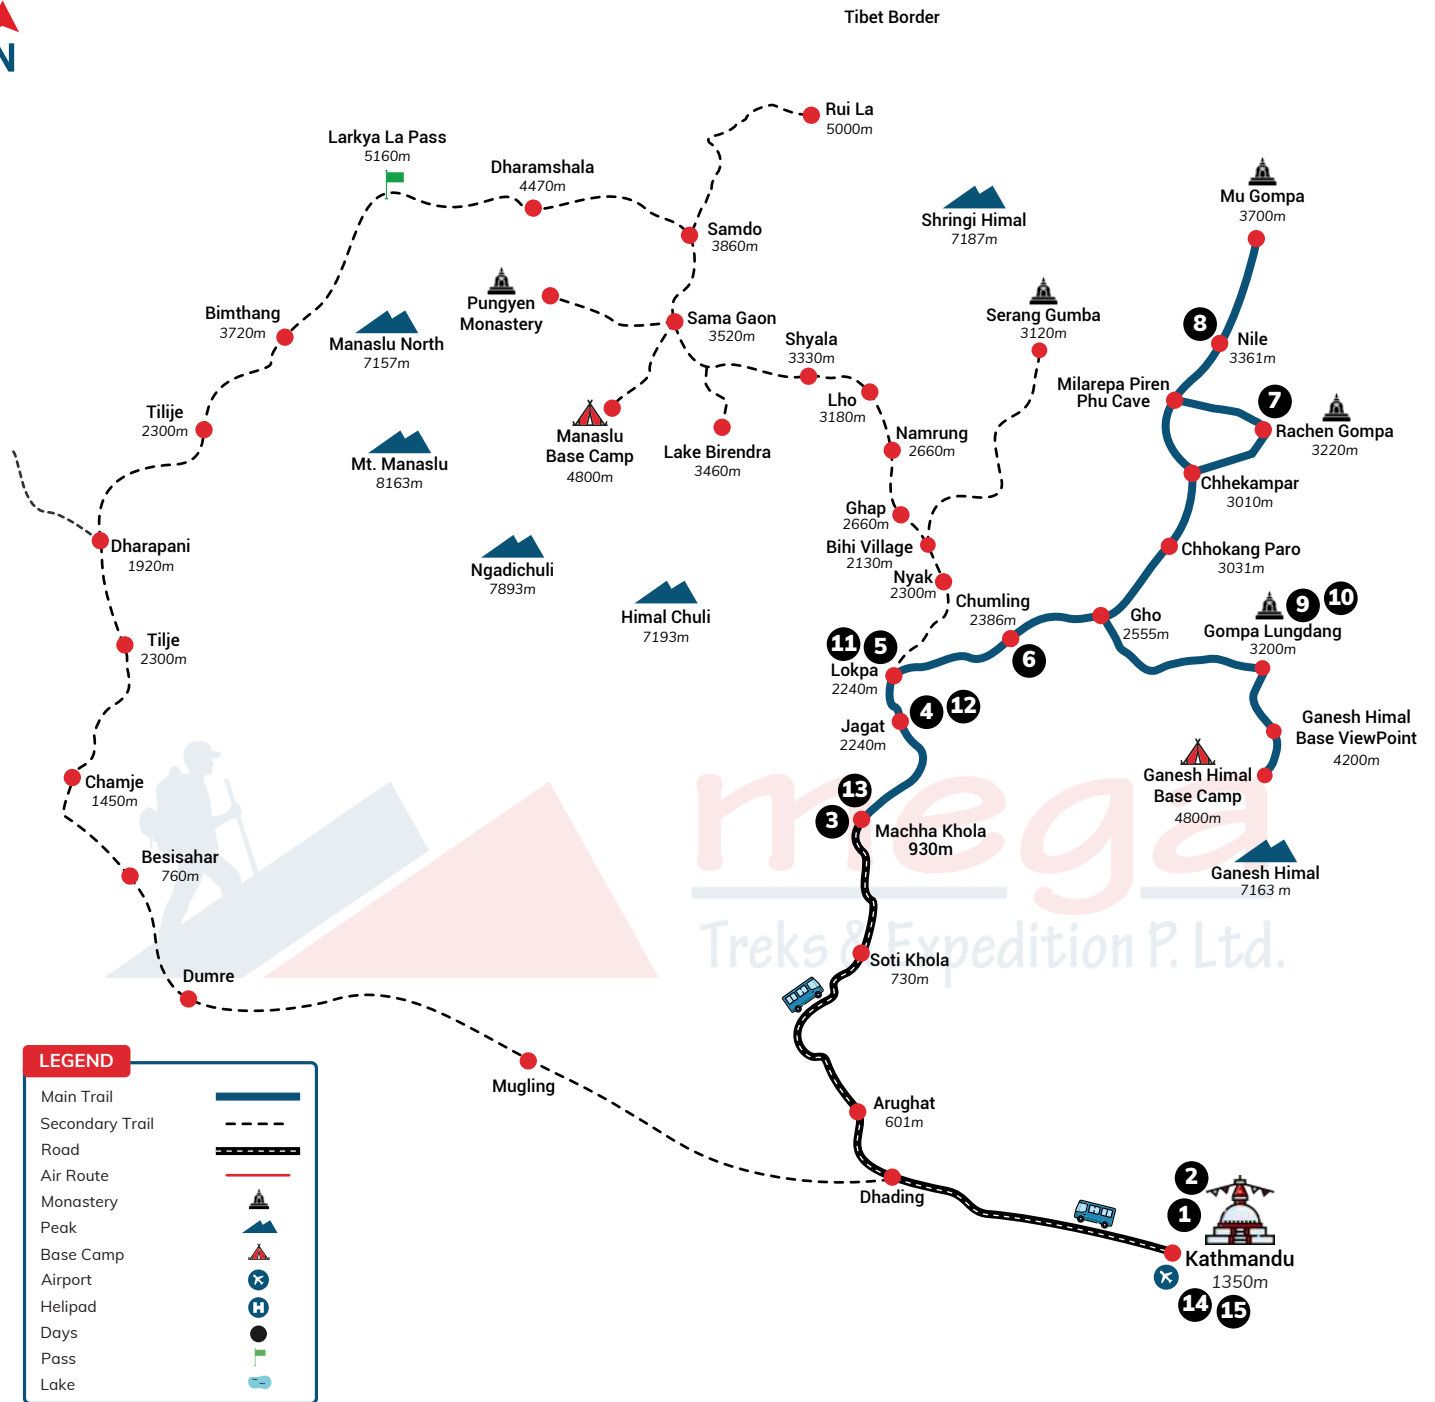 Tibet Border
N
Rui La
5000m
Larkya La Pass
5160m
Dharamshala
4470m
Samdo
3860m
Shringi Himal
7187m
Mu Gompa
3700m
Pungyen
Monastery
Bimthang
3720m
Manaslu North
7157m
Sama Gaon
3520m
Serang Gumba
3120m
8
Nile
3361m
Shyala
3330m
Milarepa Piren
Phu Cave
7
Rachen Gompa
3220m
Tilije
2300m
Lho
3180m
Manaslu
Base Camp
4800m
Lake Birendra
3460m
Namrung
2660m
Mt. Manaslu
8163m
Chhekampar
3010m
Ghap
2660m
Dharapani
1920m
Bihi Village
2130m
Chhokang Paro
3031m
Ngadichuli
7893m
Nyak
2300m
Himal Chuli
7193m
Chumling
2386m
Gho
2555m
9
10
Gompa Lungdang
3200m
Tilje
2300m
11
5
Lokpa
2240m
6
4
12
Jagat
2240m
Ganesh Himal
Base ViewPoint
4200m
Chamje
1450m
Ganesh Himal
Base Camp
4800m
13
3
Machha Khola
930m
mega
Treks & Expedition P. Ltd.
Besisahar
760m
Ganesh Himal
7163 m
Soti Khola
730m
Dumre
Mugling
Arughat
601m
Dhading
2
1
Kathmandu
1350m
14
15
LEGEND
Main Trail
Secondary Trail
Road
Air Route
Monastery
Peak
Base Camp
Airport
Helipad
H
Days
Pass
Lake